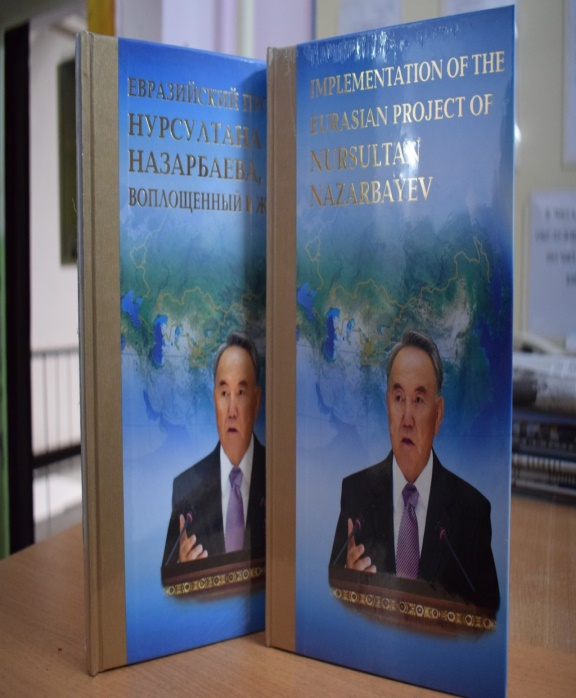 ЕВРАЗИЙСКИЙ
НУРСУЛТАНА
НАЗАРБАЕВА,
ВОПЛОЩЕННЫЙ В
IMPLEMENTATION OF THE
EURASIAN PROJECT OF
NURSULTAN
NAZARBAYEV